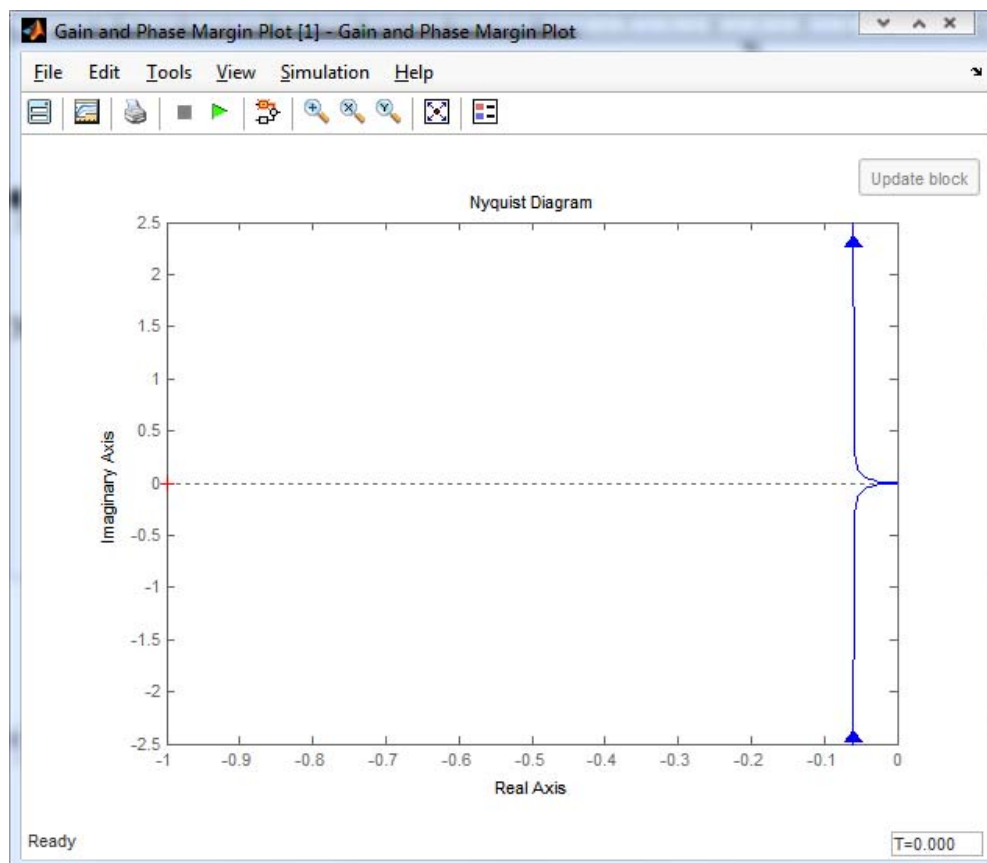 Gain and Phase Margin Plot [1] - Gain and Phase Margin Plot
File Edit Tools View Simulation Help
Update block
Nyquist Diagram
2.5
2
1.5
1
0.5
0
-0.5
-1
-1.5
-2
-2.5
Imaginary Axis
-1 -0.9 -0.8 -0.7 -0.6 -0.5 -0.4 -0.3 -0.2 -0.1 0
Real Axis
Ready T=0.000